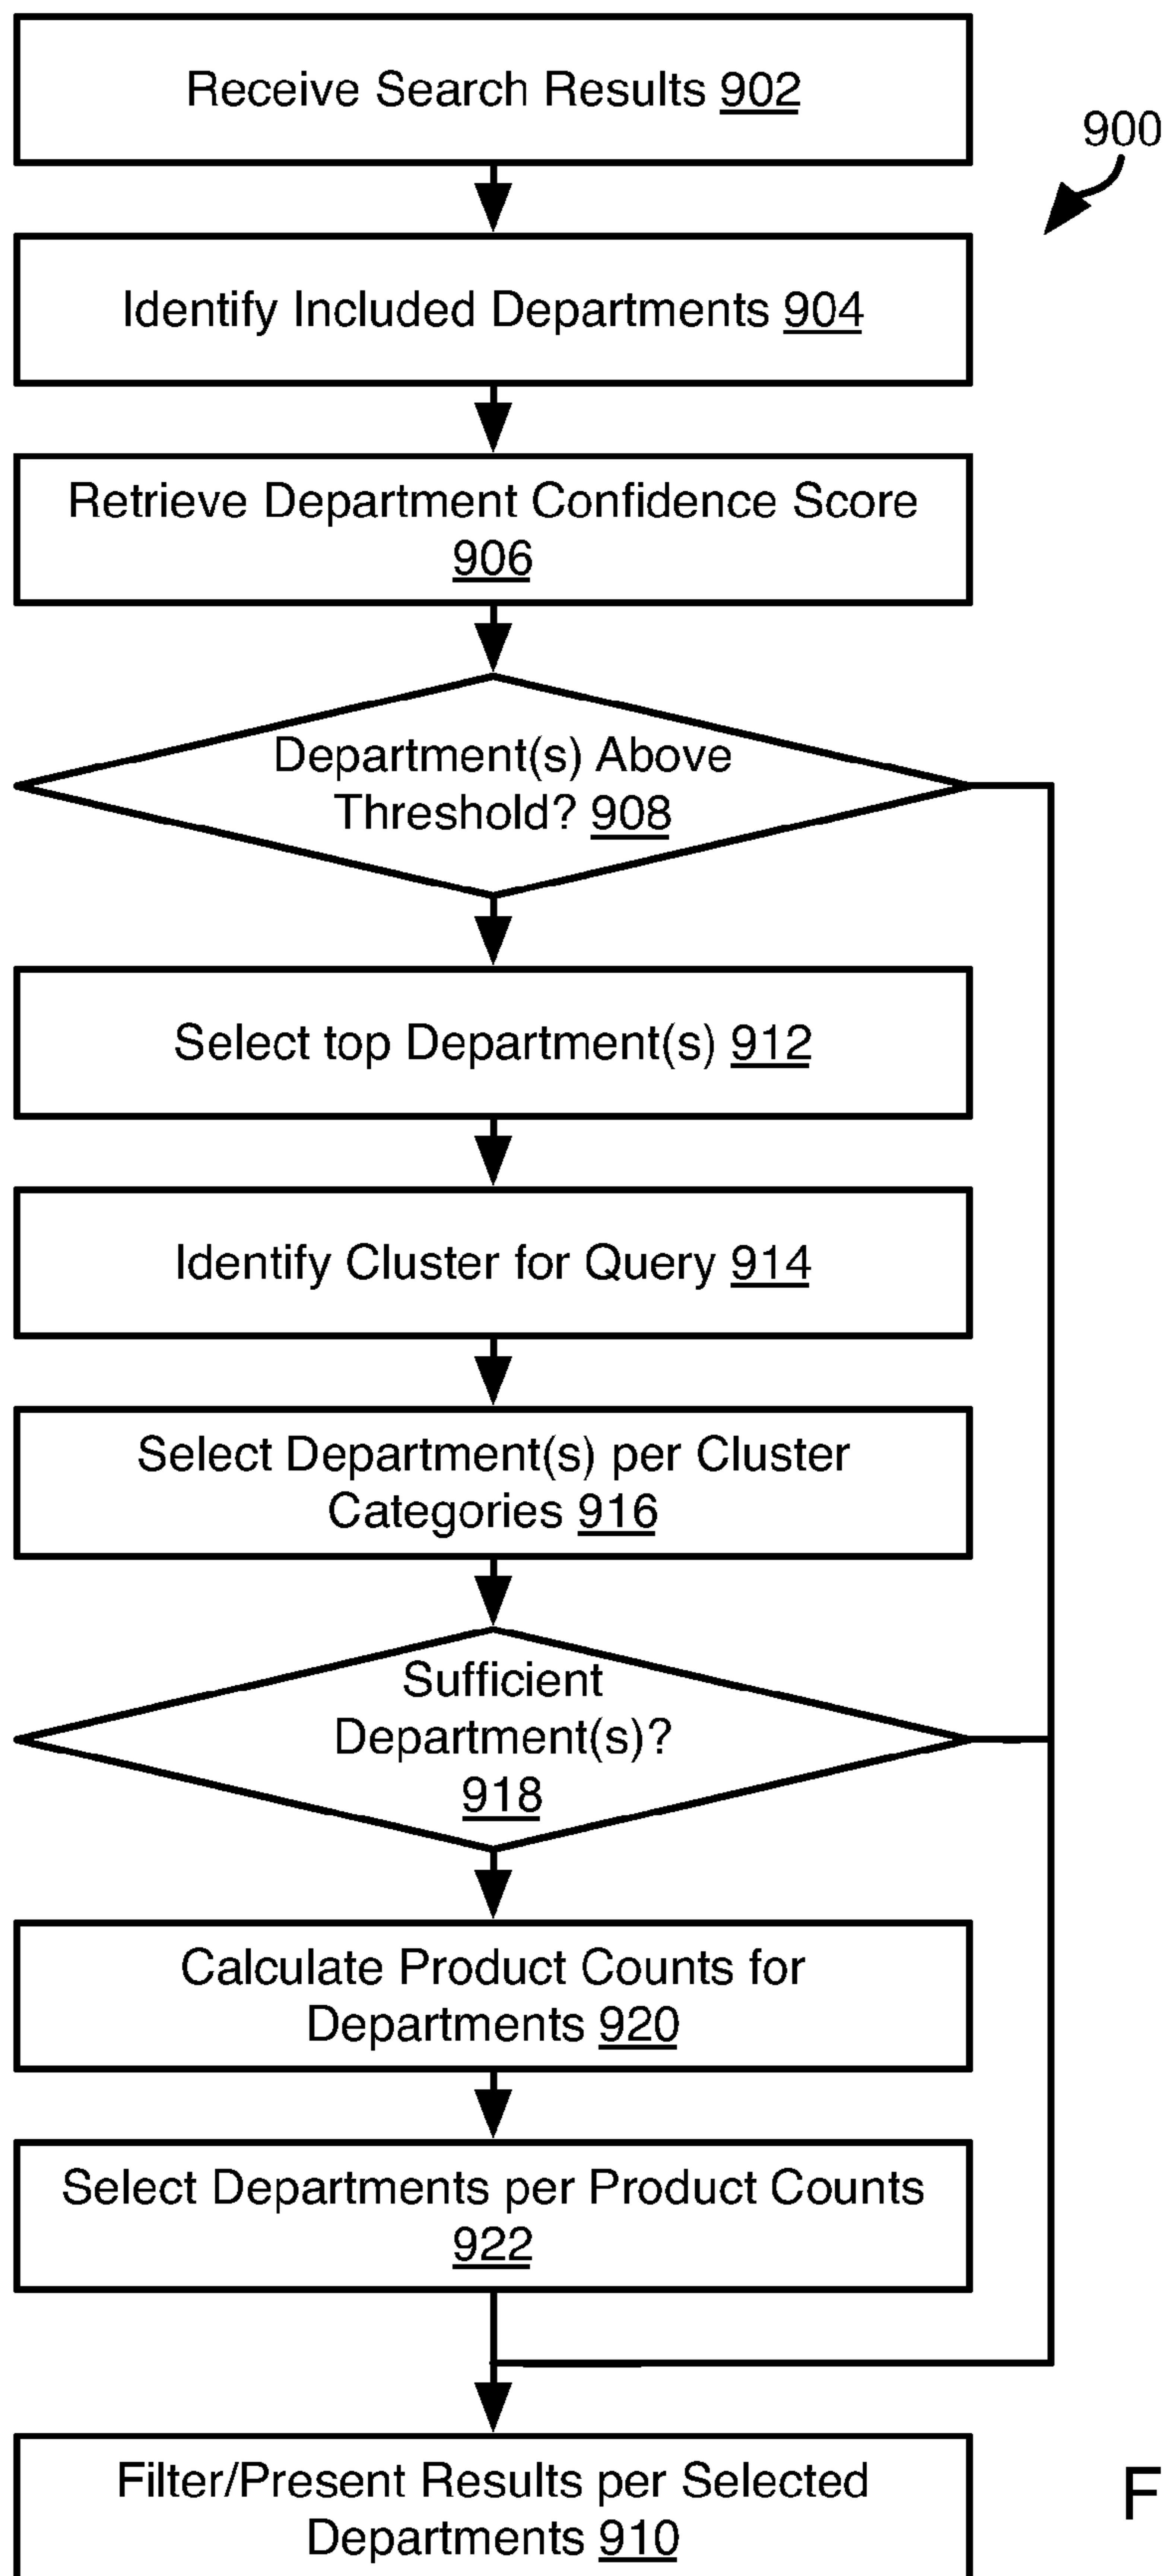 Receive Search Results 902
900
Identify Included Departments 904
Retrieve Department Confidence Score
906
Department(s) Above
Threshold? 908
Select top Department(s) 912
Identify Cluster for Query 914
Select Department(s) per Cluster
Categories 916
Sufficient
Department(s)?
918
Calculate Product Counts for
Departments 920
Select Departments per Product Counts
922
Filter/Present Results per Selected
Departments 910
F